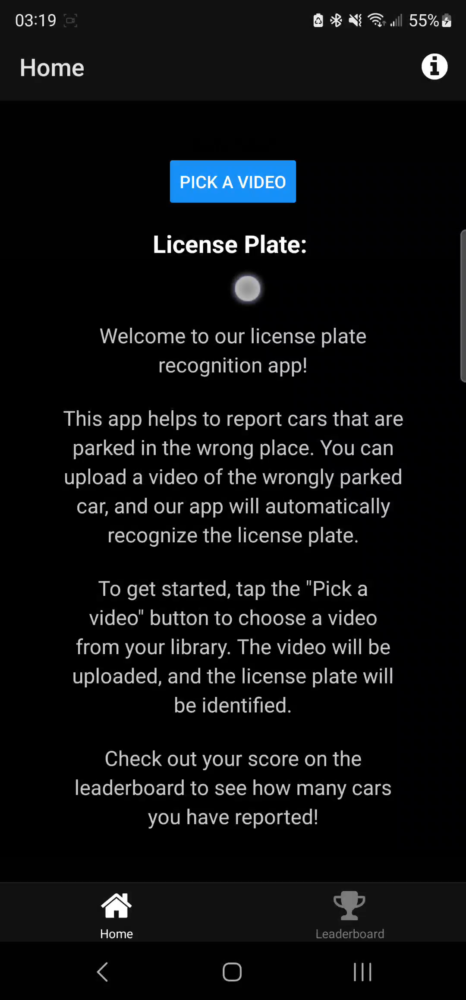 03:19 55%
Home
PICK A VIDEO
License Plate:
Welcome to our license plate
recognition app!
This app helps to report cars that are
parked in the wrong place. You can
upload a video of the wrongly parked
car, and our app will automatically
recognize the license plate.
To get started, tap the "Pick a
video" button to choose a video
from your library. The video will be
uploaded, and the license plate will
be identified.
Check out your score on the
leaderboard to see how many cars
you have reported!
Home Leaderboard